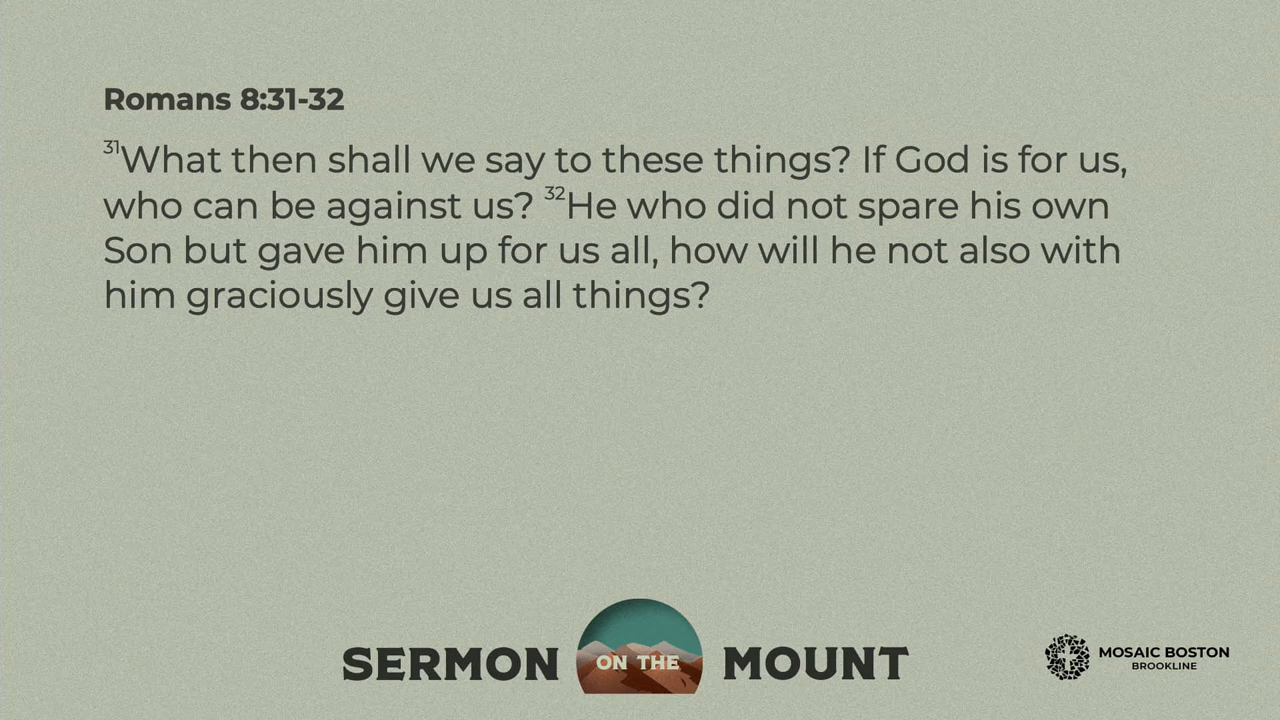 Romans 8:31-32
31What then shall we say to these things? If God is for us,
who can be against us? 32He who did not spare his own
Son but gave him up for us all, how will he not also with
him graciously give us all things?
SERMON ON THE MOUNT
MOSAIC BOSTON
BROOKLINE